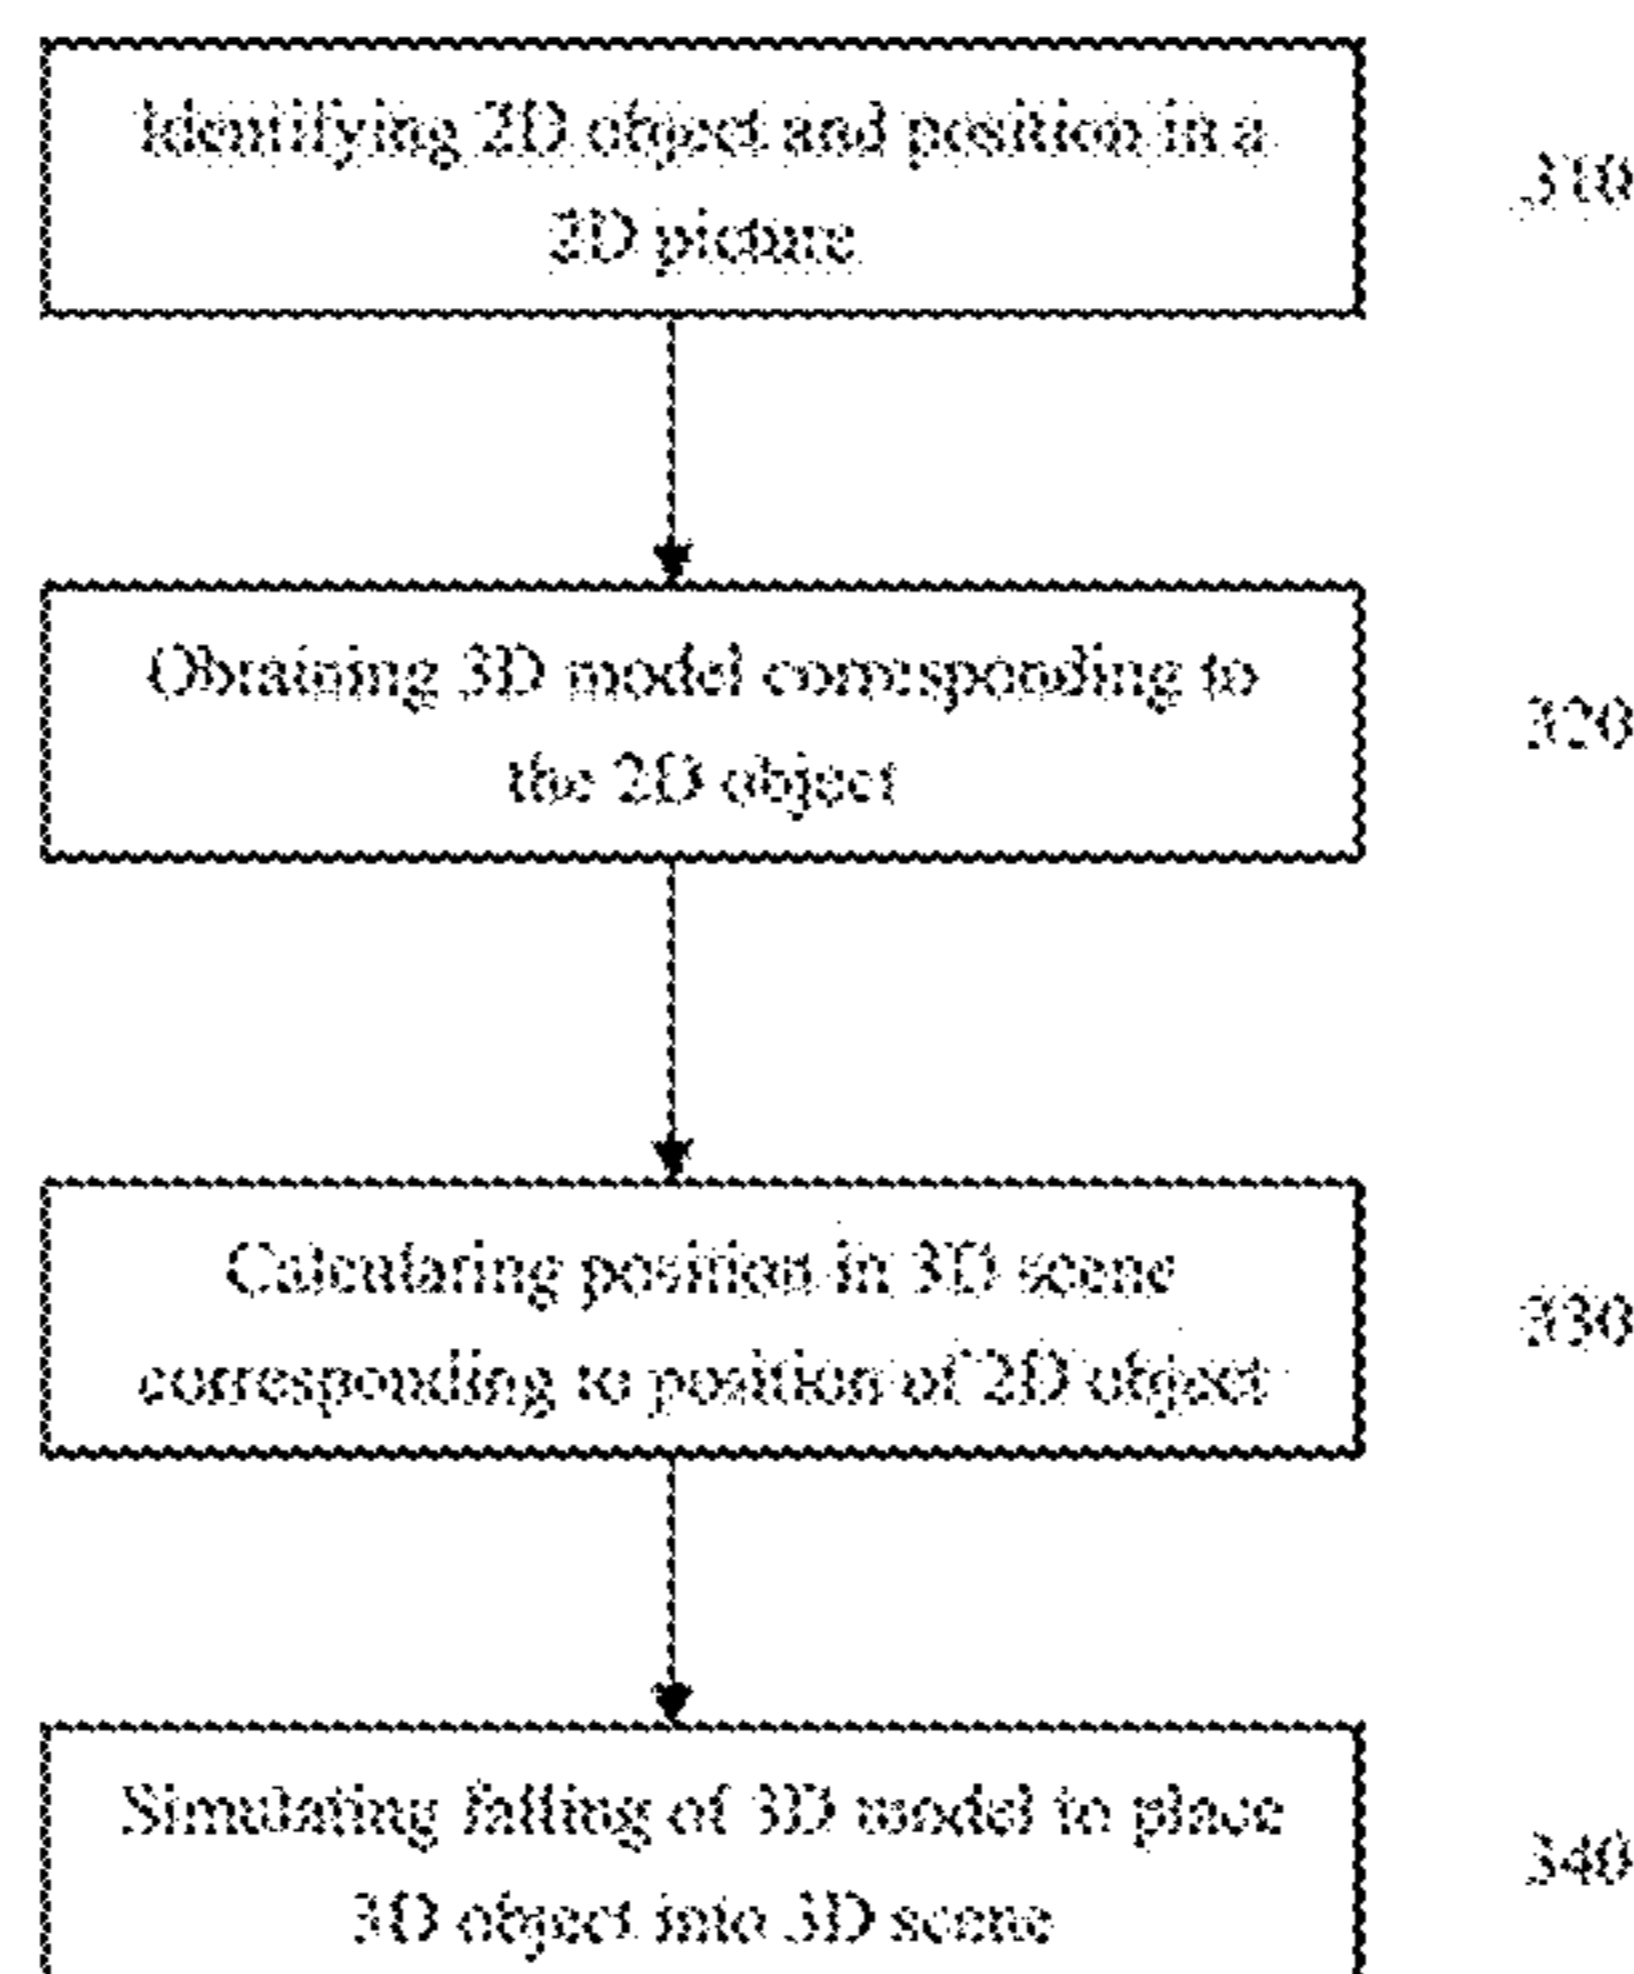 Identifying 2D object and position in a
2D picture
310
Obtaining 3D model corresponding to
the 2D object
320
Calculating position in 3D scene
corresponding to position of 2D object
330
Simulating falling of 3D model to place
3D object into 3D scene
340